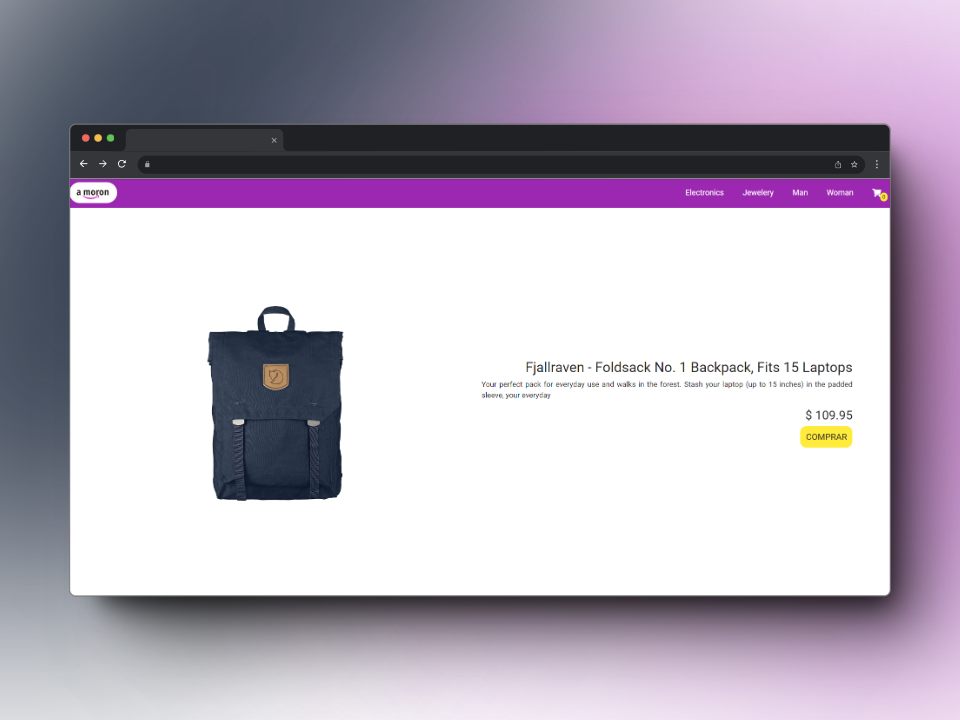 a moron
Electronics Jewelery Man Woman
0
Fjallraven - Foldsack No. 1 Backpack, Fits 15 Laptops
Your perfect pack for everyday use and walks in the forest. Stash your laptop (up to 15 inches) in the padded
sleeve, your everyday
$ 109.95
COMPRAR